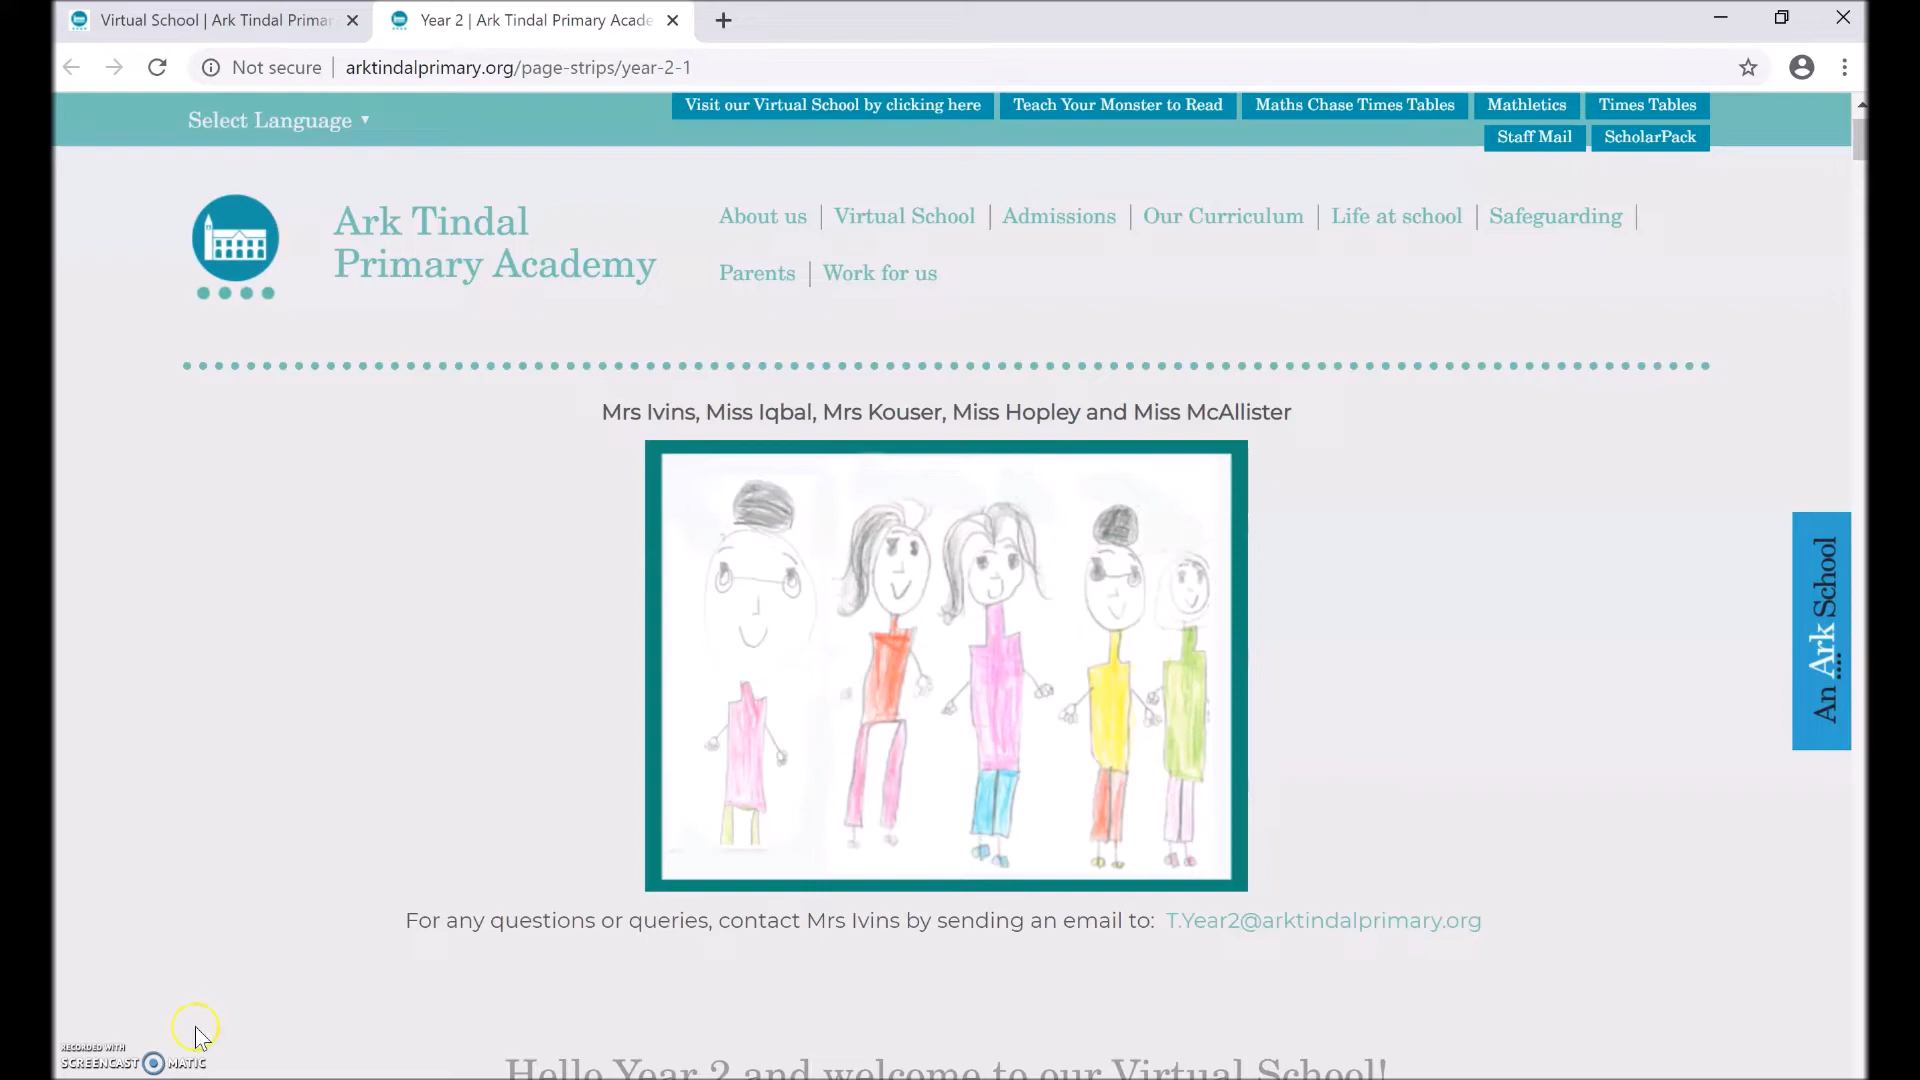 Virtual School | Ark Tindal Primar
Year 2 | Ark Tindal Primary Acade
Not secure
arktindalprimary.org/page-strips/year-2-1
Select Language
Visit our Virtual School by clicking here
Teach Your Monster to Read
Maths Chase Times Tables
Mathletics
Times Tables
Staff Mail
ScholarPack
Ark Tindal
Primary Academy
About us
Virtual School
Admissions
Our Curriculum
Life at school
Safeguarding
Parents
Work for us
Mrs Ivins, Miss Iqbal, Mrs Kouser, Miss Hopley and Miss McAllister
An Ark School
For any questions or queries, contact Mrs Ivins by sending an email to: T.Year2@arktindalprimary.org
Hello Year 2 and welcome to our Virtual School!
RECORDED WITH
SCREENCAST MATIC